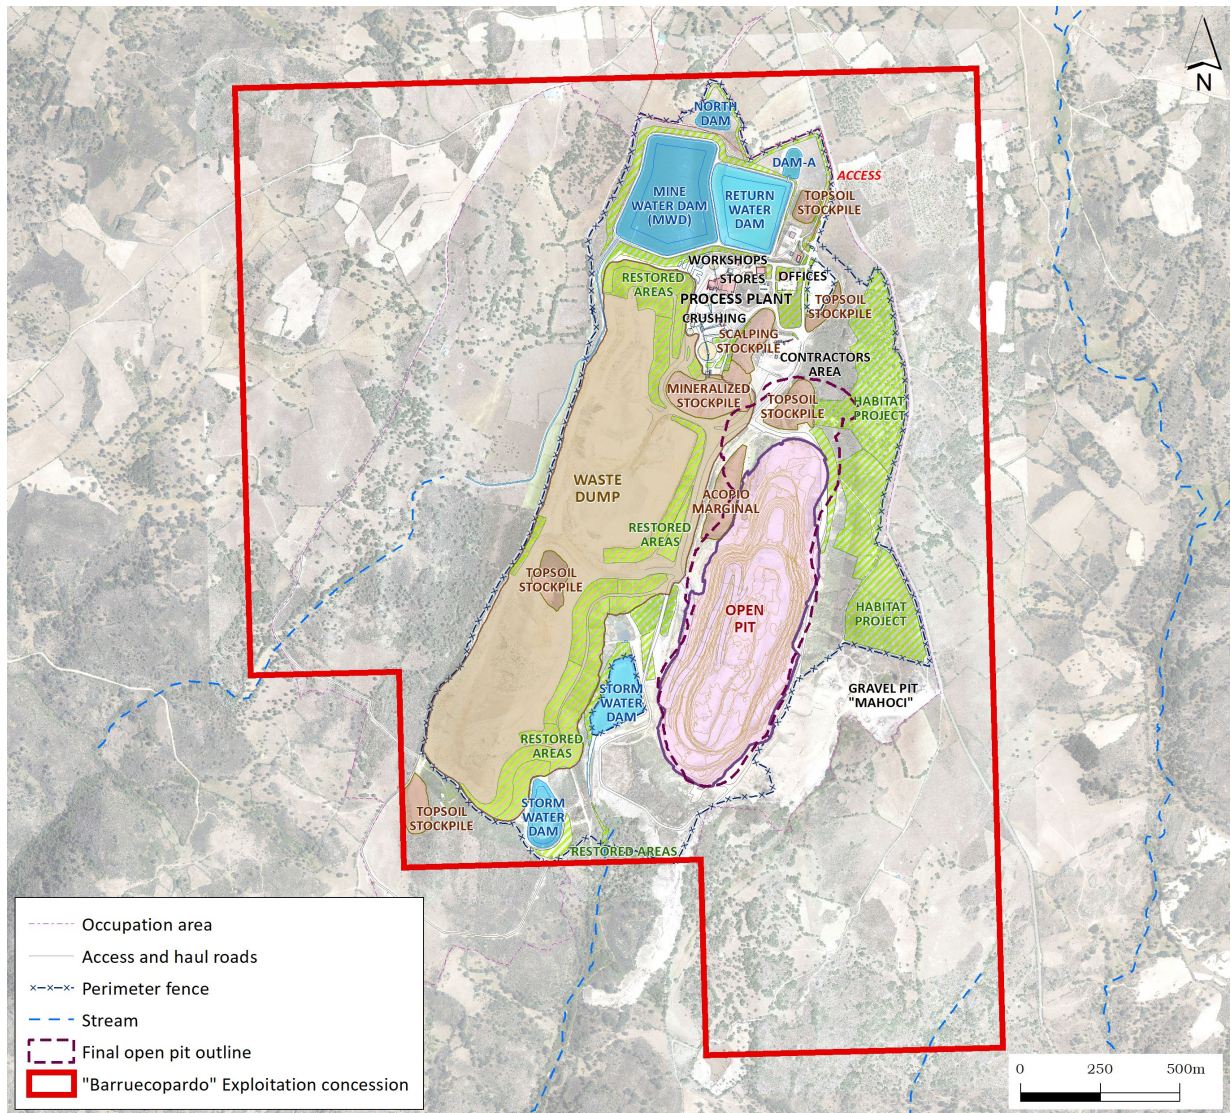 N
NORTH
DAM
DAM-A
ACCESS
MINE
WATER DAM
(MWD)
RETURN
WATER
DAM
TOPSOIL
STOCKPILE
WORKSHOPS
RESTORED
AREAS
STORES
OFFICES
PROCESS PLANT
TOPSOIL
STOCKPILE
CRUSHING
SCALPING
STOCKPILE
CONTRACTORS
AREA
MINERALIZED
STOCKPILE
TOPSOIL
STOCKPILE
HABITAT
PROJECT
WASTE
DUMP
ACOPIO
MARGINAL
RESTORED
AREAS
TOPSOIL
STOCKPILE
OPEN
PIT
HABITAT
PROJECT
STORM
WATER
DAM
GRAVEL PIT
"MAHOCI"
RESTORED
AREAS
TOPSOIL
STOCKPILE
STORM
WATER
DAM
RESTORED AREAS
Occupation area
Access and haul roads
Perimeter fence
Stream
Final open pit outline
"Barruecopardo" Exploitation concession
0 250 500m